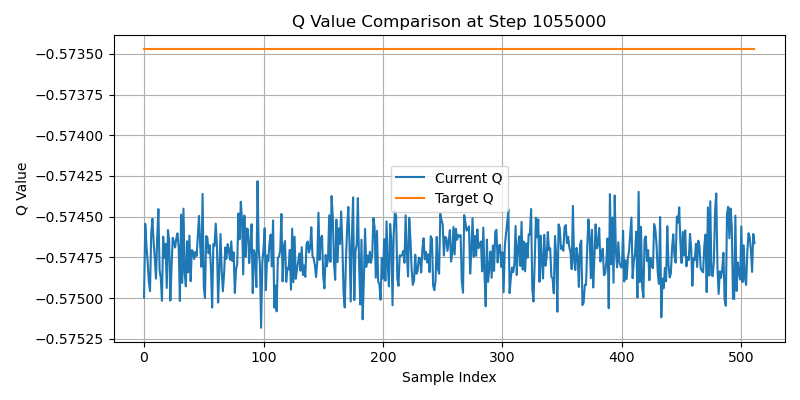 Q Value Comparison at Step 1055000
−0.57350
−0.57375
−0.57400
−0.57425
−0.57450
−0.57475
−0.57500
−0.57525
Q Value
Current Q
Target Q
0 100 200 300 400 500
Sample Index